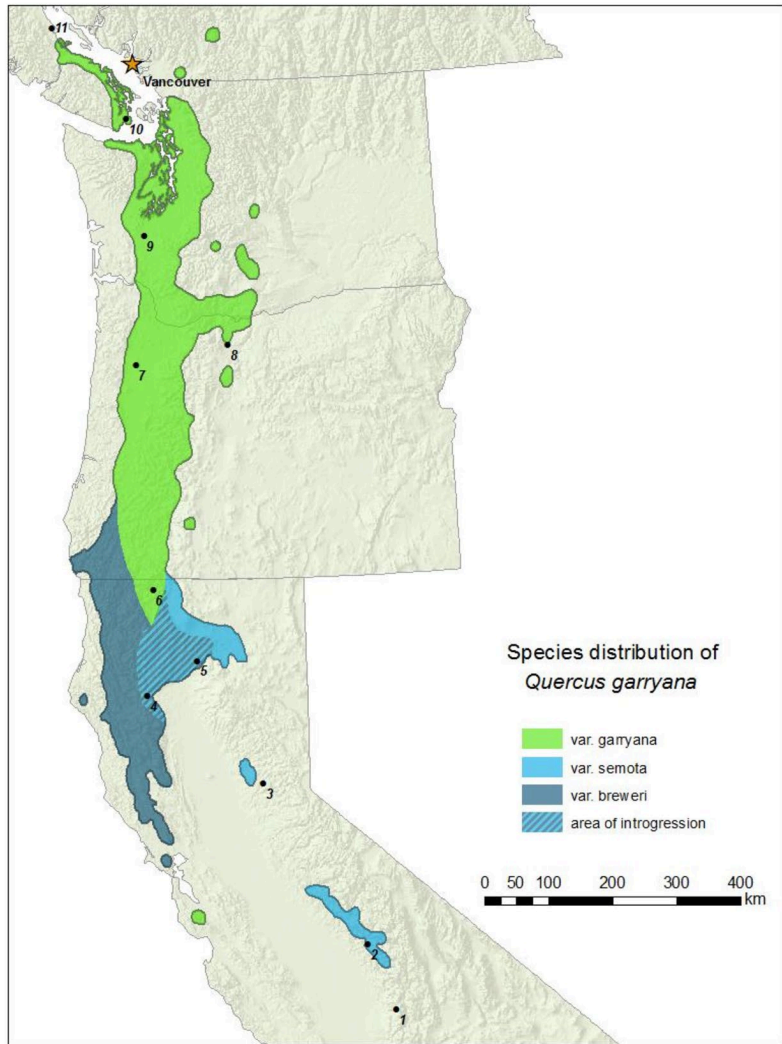 11
Vancouver
10
9
8
7
6
5
4
3
2
1
Species distribution of
Quercus garryana
var. garryana
var. semota
var. breweri
area of introgression
0 50 100 200 300 400
km